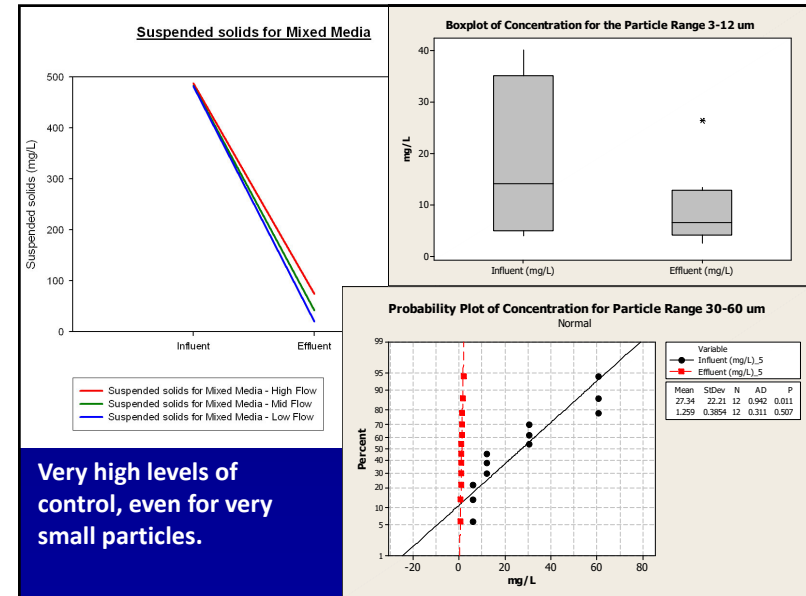 Suspended solids for Mixed Media
Suspended solids (mg/L)
500
400
300
200
100
0
Influent
Effluent
Suspended solids for Mixed Media - High Flow
Suspended solids for Mixed Media - Mid Flow
Suspended solids for Mixed Media - Low Flow
Boxplot of Concentration for the Particle Range 3-12 um
mg/L
40
30
20
10
0
*
Influent (mg/L)
Effluent (mg/L)
Probability Plot of Concentration for Particle Range 30-60 um
Normal
Percent
99
95
90
80
70
60
50
40
30
20
10
5
1
-20 0 20 40 60 80
mg/L
Variable
Influent (mg/L)_5
Effluent (mg/L)_5
Mean StDev N AD P
27.34 22.21 12 0.942 0.011
1.259 0.3854 12 0.311 0.507
Very high levels of
control, even for very
small particles.